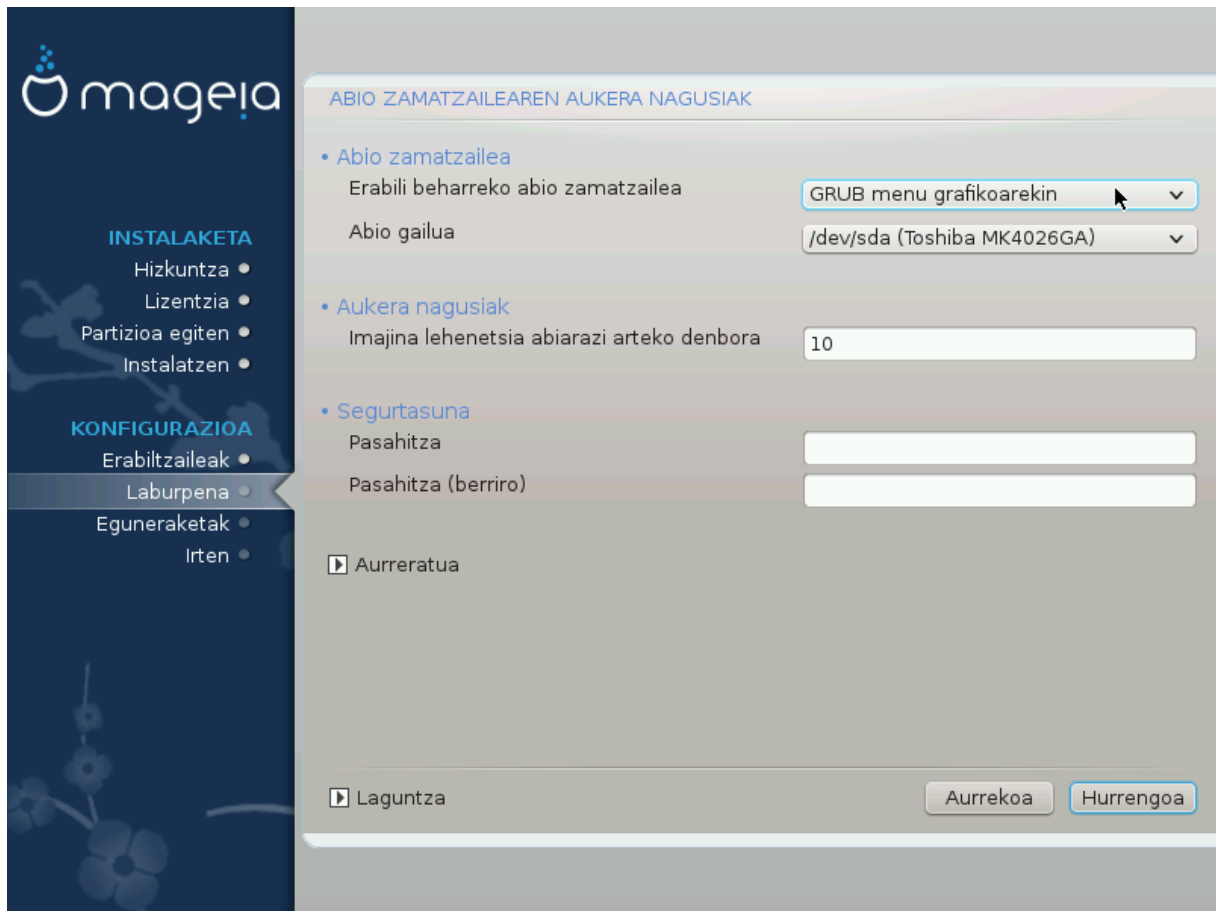 mageia
INSTALAKETA
Hizkuntza
Lizentzia
Partizioa egiten
Instalatzen
KONFIGURAZIOA
Erabiltzaileak
Laburpena
Eguneraketak
Irten
ABIO ZAMATZAILEAREN AUKERA NAGUSIAK
• Abio zamatzailea
Erabili beharreko abio zamatzailea GRUB menu grafikoarekin
Abio gailua /dev/sda (Toshiba MK4026GA)
• Aukera nagusiak
Imajina lehenetsia abiarazi arteko denbora 10
• Segurtasuna
Pasahitza
Pasahitza (berriro)
Aurreratua
Laguntza Aurrekoa Hurrengoa